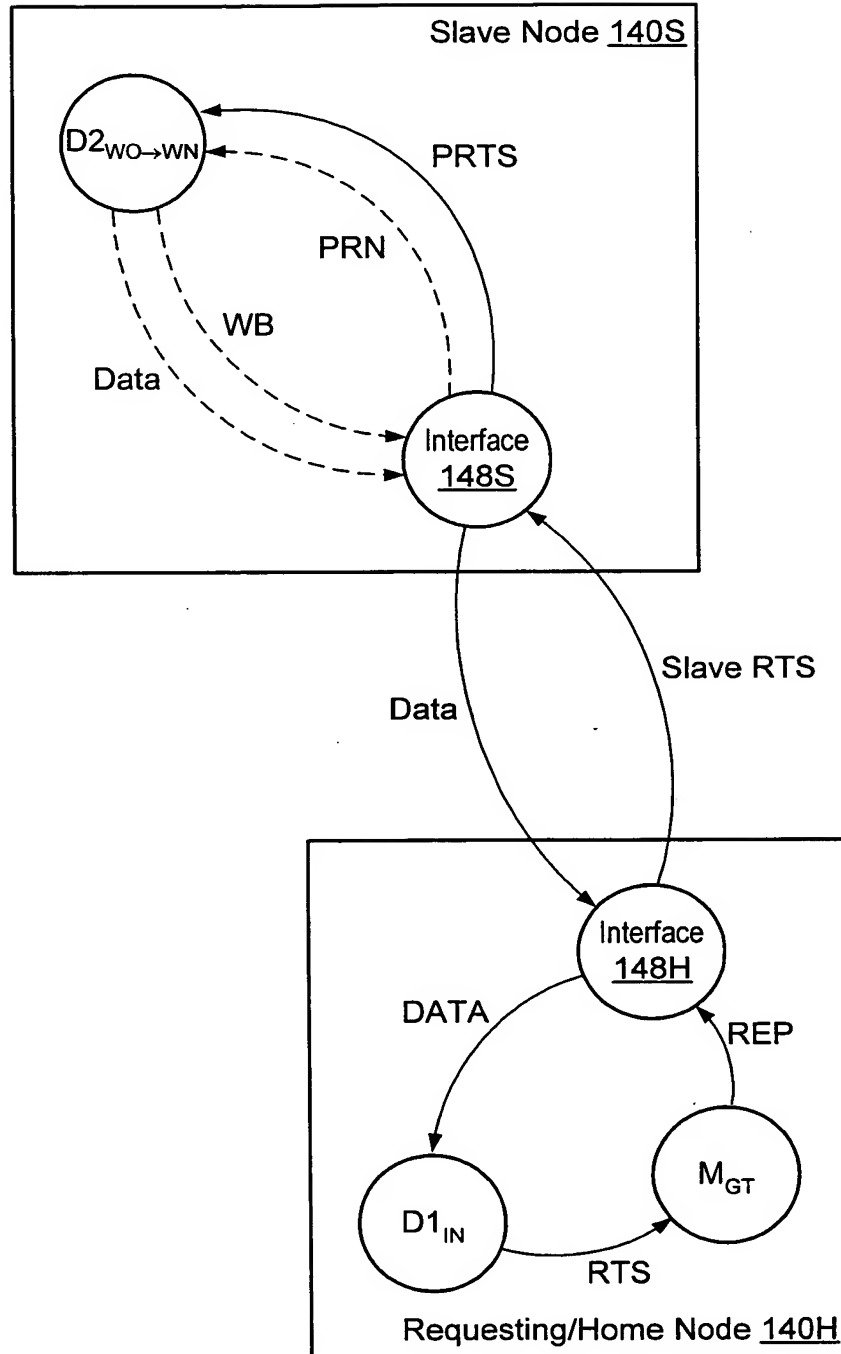 Slave Node 140S
D2WO→WN
PRTS
PRN
WB
Data
Interface
148S
Slave RTS
Data
Interface
148H
DATA
REP
MGT
D1IN
RTS
Requesting/Home Node 140H